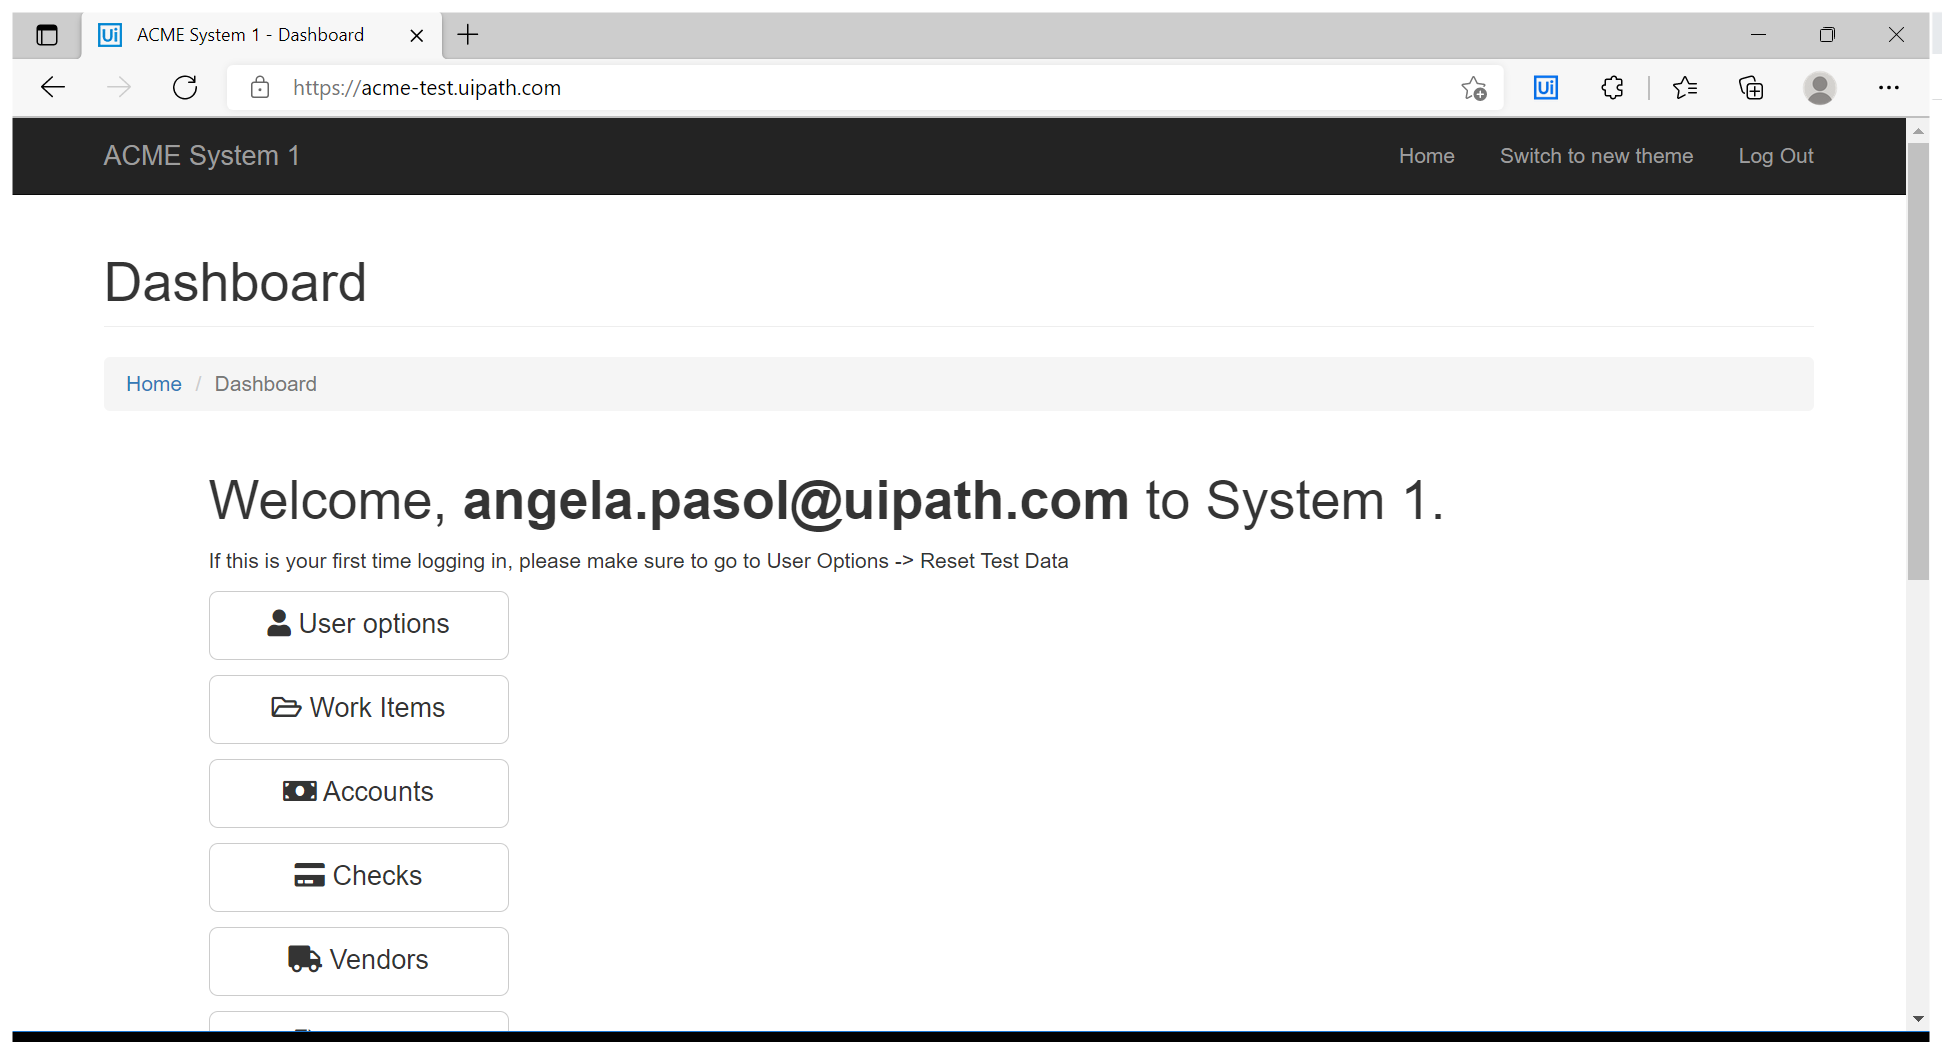 Ui ACME System 1 - Dashboard
https://acme-test.uipath.com Ui
ACME System 1 Home Switch to new theme Log Out
Dashboard
Home / Dashboard
Welcome, angela.pasol@uipath.com to System 1.
If this is your first time logging in, please make sure to go to User Options -> Reset Test Data
User options
Work Items
Accounts
Checks
Vendors